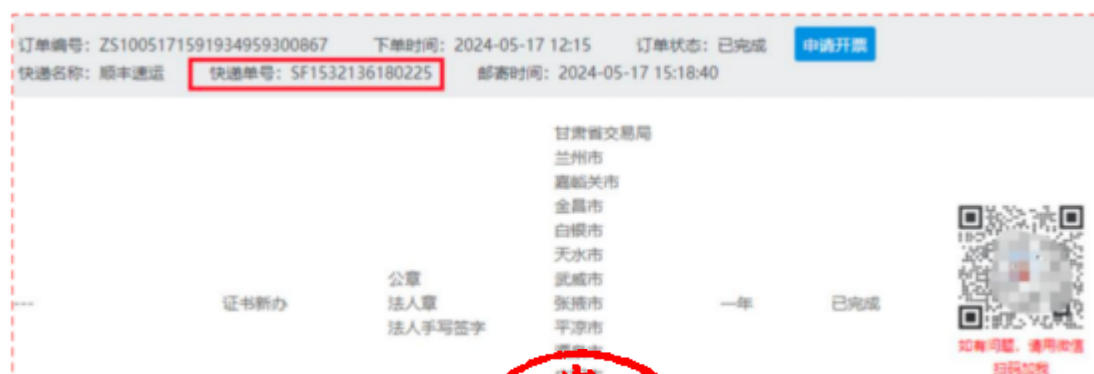 订单编号：ZS10051715919349593​00867 下单时间：2024-05-17 12:15 订单状态：已完成 申请开票
快递名称：顺丰速运 快递单号：SF1532136180225 邮寄时间：2024-05-17 15:18:40
甘肃省交易局
兰州市
嘉峪关市
金昌市
白银市
天水市
公章 武威市
--- 证书新办 法人章 张掖市 一年 已完成
法人手写签字 平凉市
如有问题，请用微信
扫码加我